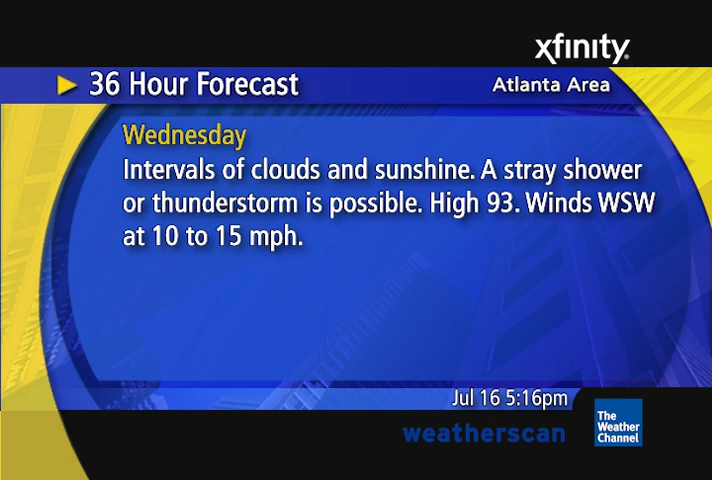 xfinity
36 Hour Forecast
Atlanta Area
Wednesday
Intervals of clouds and sunshine. A stray shower
or thunderstorm is possible. High 93. Winds WSW
at 10 to 15 mph.
Jul 16 5:16pm
weatherscan
The
Weather
Channel